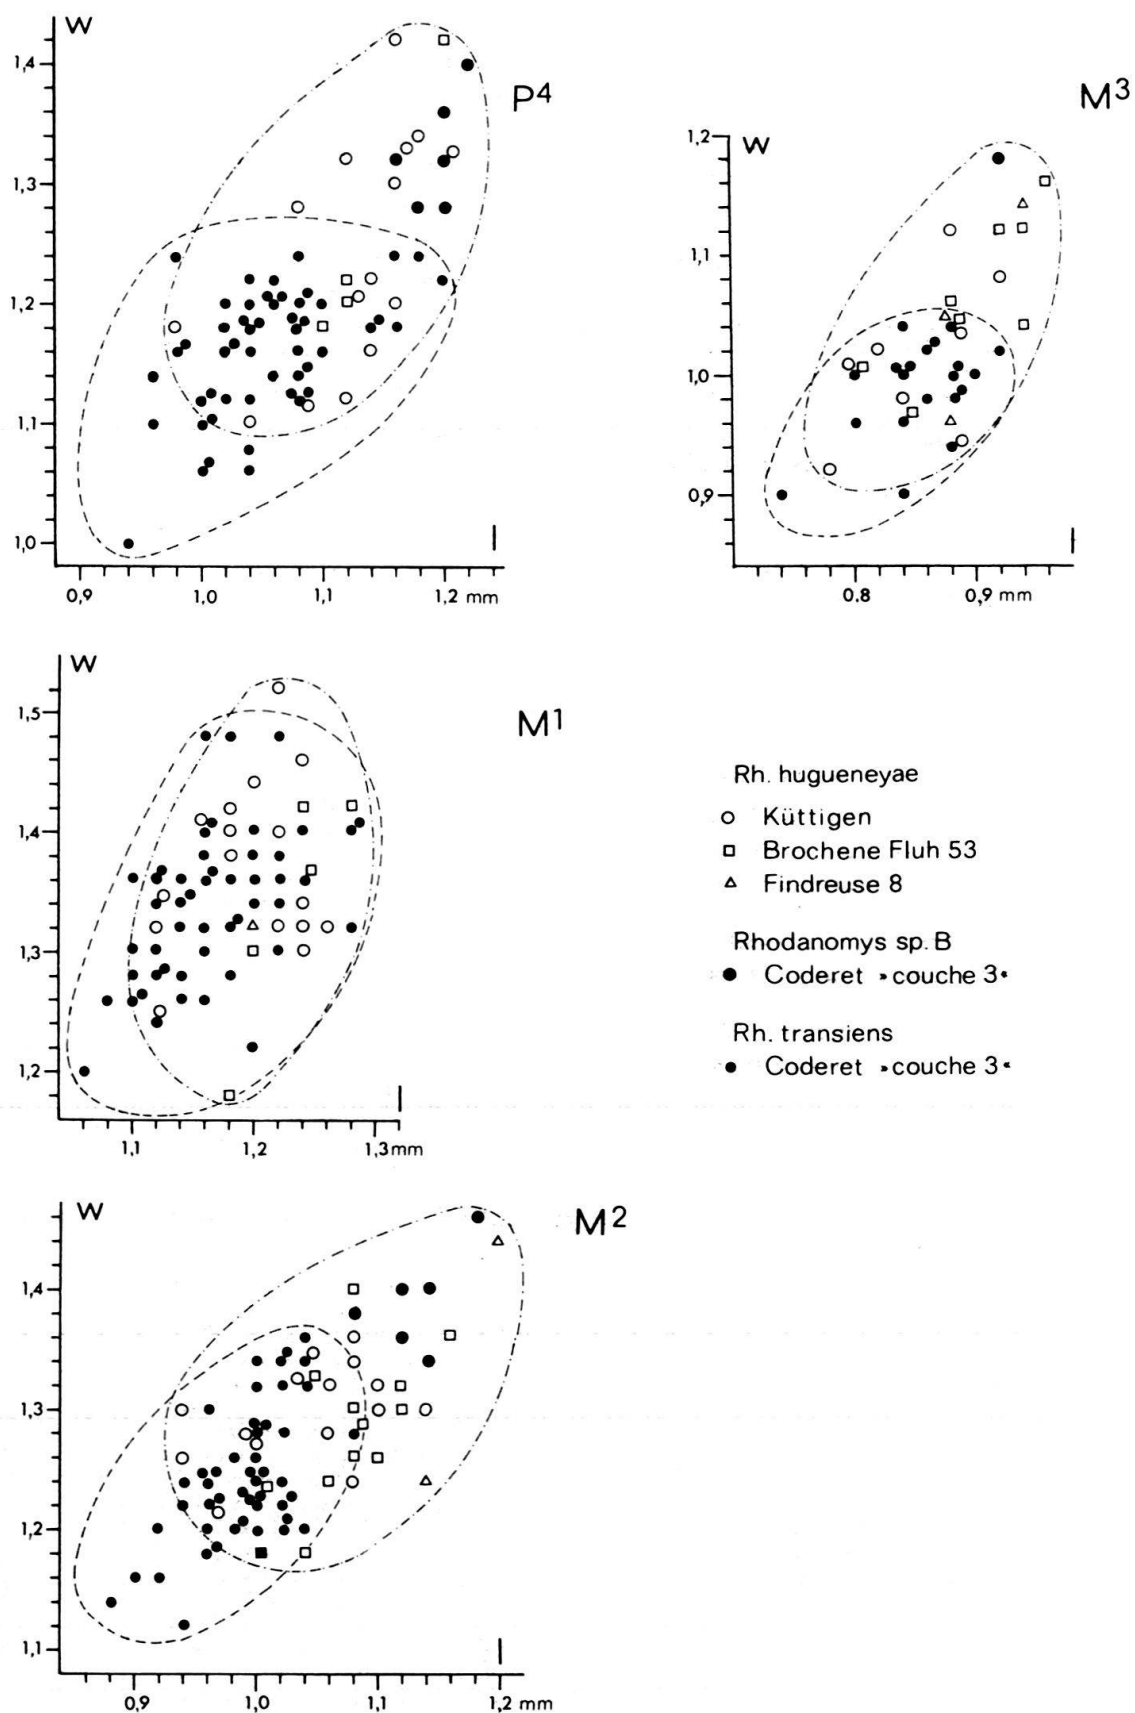 W
P4
1,4
1,3
1,2
1,1
1,0
0,9 1,0 1,1 1,2 mm
M3
1,2
W
1,1
1,0
0,9
0.8 0,9 mm
W
M1
1,5
1,4
1,3
1,2
1,1 1,2 1,3mm
Rh. hugueneyae
Küttigen
Brochene Fluh 53
Findreuse 8
Rhodanomys sp. B
Coderet »couche 3«
Rh. transiens
Coderet »couche 3«
W
M2
1,4
1,3
1,2
1,1
0,9 1,0 1,1 1,2 mm